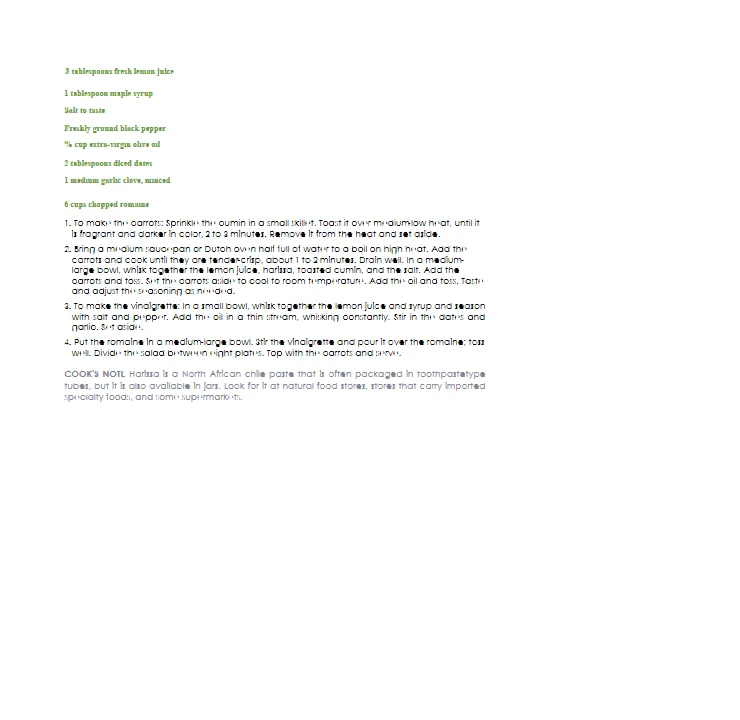 3 tablespoons fresh lemon juice
1 tablespoon maple syrup
Salt to taste
Freshly ground black pepper
% cup extra-virgin olive oil
2 tablespoons diced dates
1 medium garlic clove, minced
6 cups chopped romaine
1. To make the carrots: Sprinkle the cumin in a small skillet. Toast it over medium-low heat, until it
is fragrant and darker in color, 2 to 3 minutes. Remove it from the heat and set aside.
2. Bring a medium saucepan or Dutch oven half full of water to a boil on high heat. Add the
carrots and cook until they are tender-crisp, about 1 to 2 minutes. Drain well. In a medium-
large bowl, whisk together the lemon juice, harissa, toasted cumin, and the salt. Add the
carrots and toss. Set the carrots aside to cool to room temperature. Add the oil and toss. Taste
and adjust the seasoning as needed.
3. To make the vinaigrette: In a small bowl, whisk together the lemon juice and syrup and season
with salt and pepper. Add the oil in a thin stream, whisking constantly. Stir in the dates and
garlic. Set aside.
4. Put the romaine in a medium-large bowl. Stir the vinaigrette and pour it over the romaine; toss
well. Divide the salad between eight plates. Top with the carrots and serve.
COOK'S NOTE Harissa is a North African chile paste that is often packaged in toothpastetype
tubes, but it is also available in jars. Look for it at natural food stores, stores that carry imported
specialty foods, and some supermarkets.